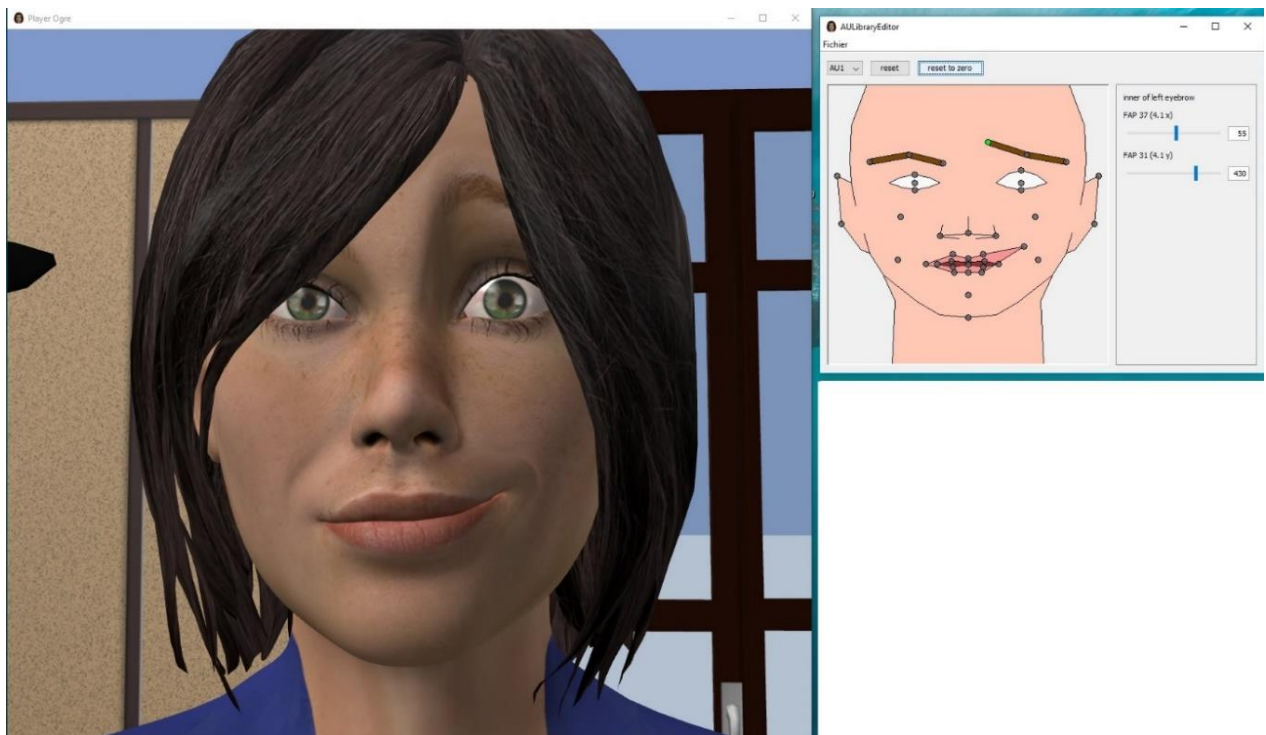 Player Ogre
AULibraryEditor
Fichier
AU1 reset reset to zero
inner of left eyebrow
FAP 37 (4.1 x)
55
FAP 31 (4.1 y)
430